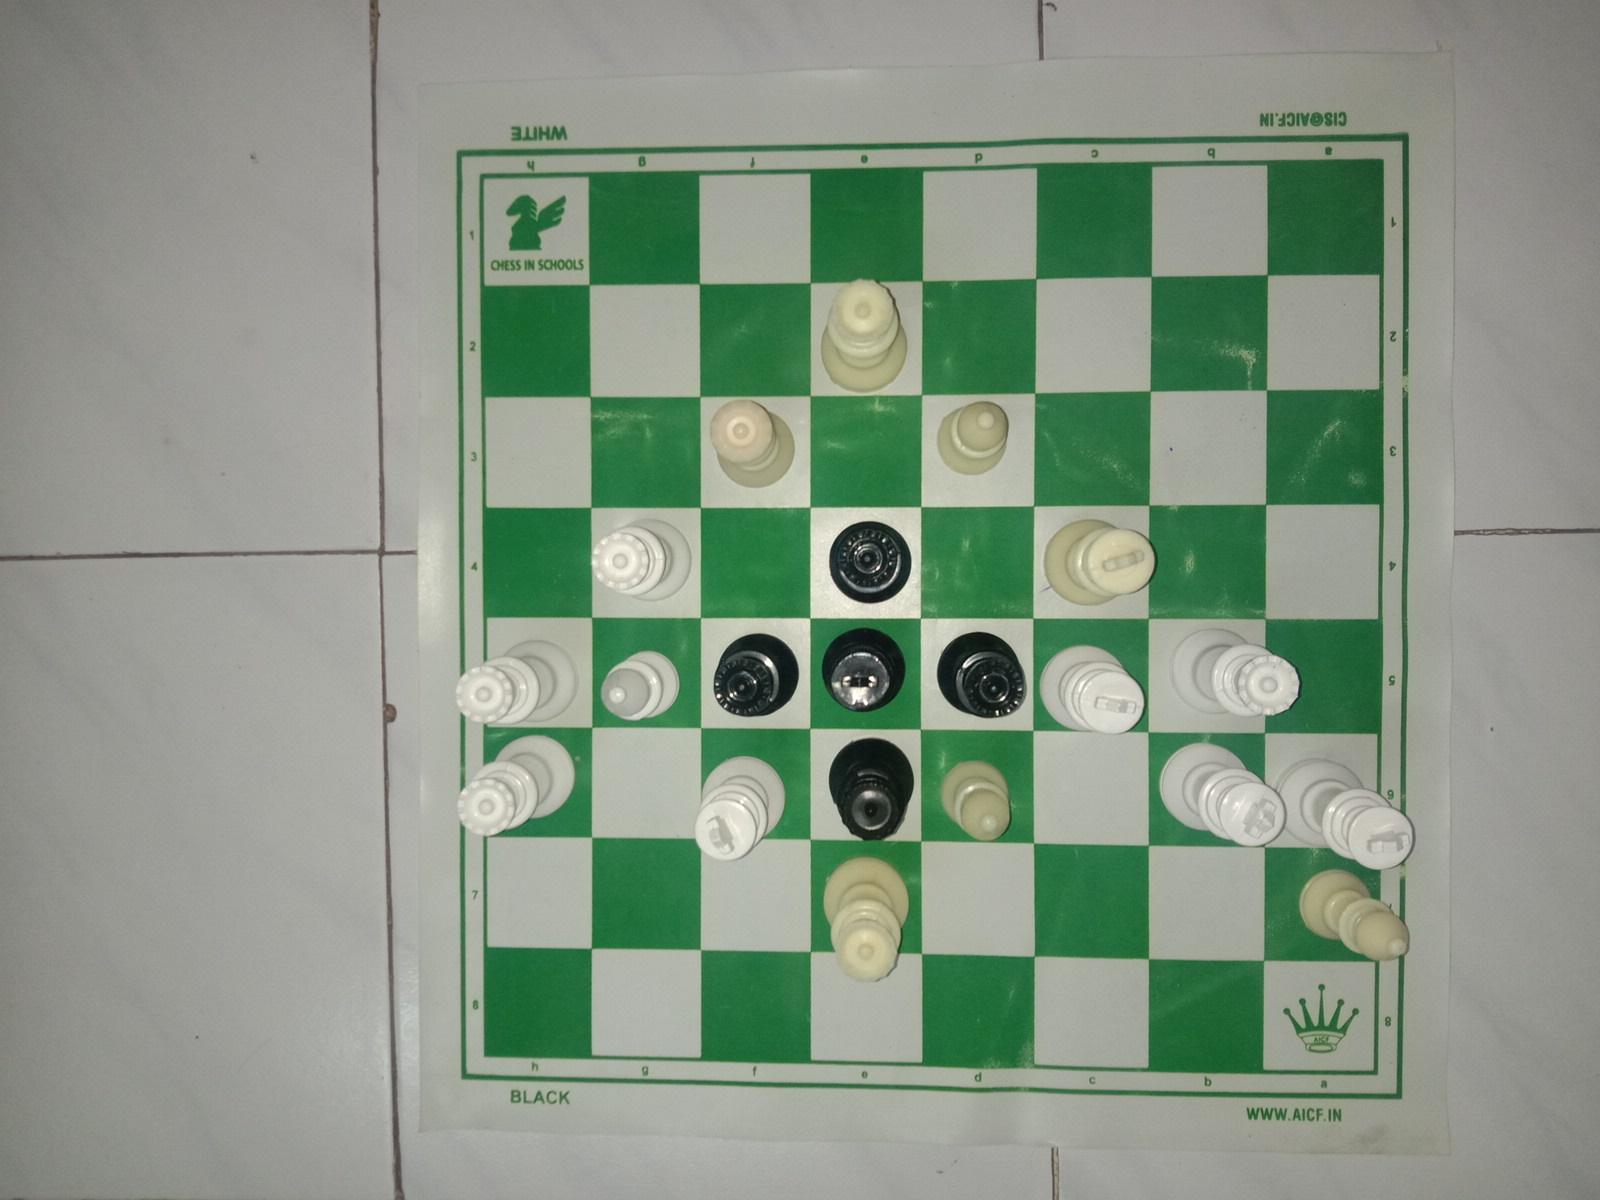 WHITE
CIS@AICF.IN
h g f e d c b a
CHESS IN SCHOOLS
1 1
2 2
3 3
4 4
5 5
6 6
7 7
8 8
AICF
h g f e d c b a
BLACK
WWW.AICF.IN